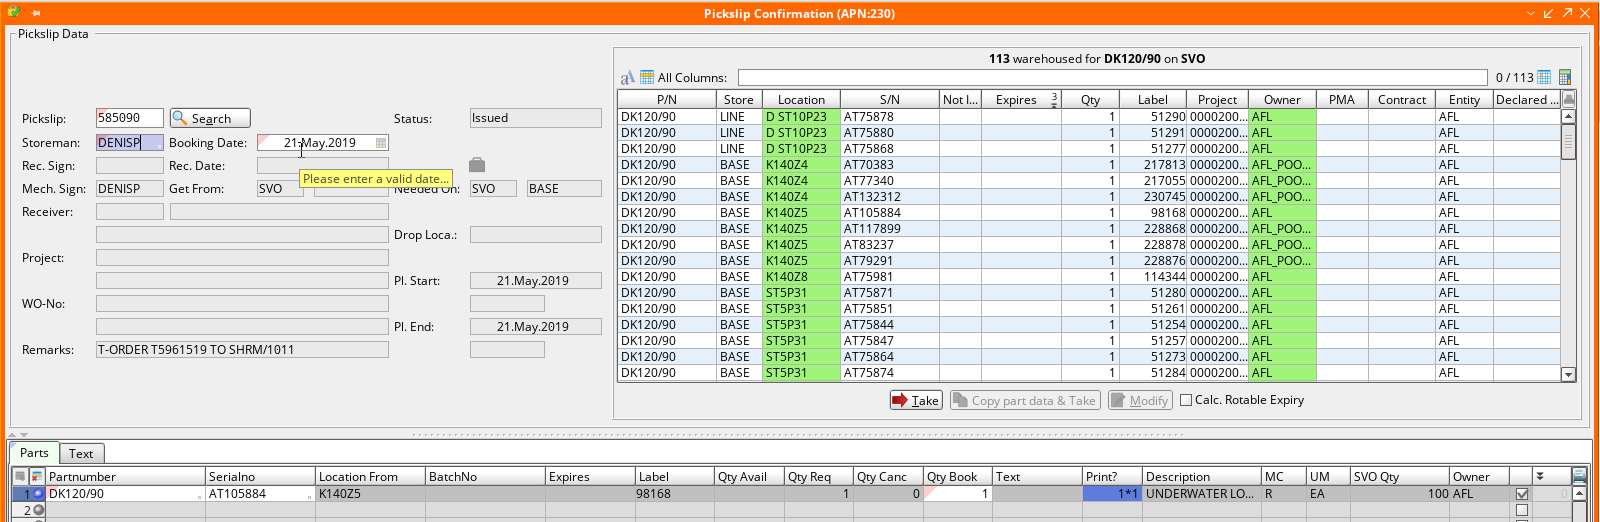 Pickslip Confirmation (APN:230)
Pickslip Data
113 warehoused for DK120/90 on SVO
All Columns: 0 / 113
Pickslip: 585090 Search Status: Issued
Storeman: DENISP Booking Date: 21.May.2019
Rec. Sign: Rec. Date:
Please enter a valid date...
Mech. Sign: DENISP Get From: SVO Needed On: SVO BASE
Receiver:
Drop Loca.:
Project:
Pl. Start: 21.May.2019
WO-No:
Pl. End: 21.May.2019
Remarks: T-ORDER T5961519 TO SHRM/1011
P/N Store Location S/N Not I... Expires 3 Qty Label Project Owner PMA Contract Entity Declared ...
DK120/90 LINE D ST10P23 AT75878 1 51290 0000200... AFL AFL
DK120/90 LINE D ST10P23 AT75880 1 51291 0000200... AFL AFL
DK120/90 LINE D ST10P23 AT75868 1 51277 0000200... AFL AFL
DK120/90 BASE K140Z4 AT70383 1 217813 0000200... AFL_POO... AFL
DK120/90 BASE K140Z4 AT77340 1 217055 0000200... AFL_POO... AFL
DK120/90 BASE K140Z4 AT132312 1 230745 0000200... AFL_POO... AFL
DK120/90 BASE K140Z5 AT105884 1 98168 0000200... AFL AFL
DK120/90 BASE K140Z5 AT117899 1 228868 0000200... AFL_POO... AFL
DK120/90 BASE K140Z5 AT83237 1 228878 0000200... AFL_POO... AFL
DK120/90 BASE K140Z5 AT79291 1 228876 0000200... AFL_POO... AFL
DK120/90 BASE K140Z8 AT75981 1 114344 0000200... AFL AFL
DK120/90 BASE ST5P31 AT75871 1 51280 0000200... AFL AFL
DK120/90 BASE ST5P31 AT75851 1 51261 0000200... AFL AFL
DK120/90 BASE ST5P31 AT75844 1 51254 0000200... AFL AFL
DK120/90 BASE ST5P31 AT75847 1 51257 0000200... AFL AFL
DK120/90 BASE ST5P31 AT75864 1 51273 0000200... AFL AFL
DK120/90 BASE ST5P31 AT75874 1 51284 0000200... AFL AFL
Take Copy part data & Take Modify Calc. Rotable Expiry
Parts Text
Partnumber Serialno Location From BatchNo Expires Label Qty Avail Qty Req Qty Canc Qty Book Text Print? Description MC UM SVO Qty Owner
1 DK120/90 AT105884 K140Z5 98168 1 0 1 1*1 UNDERWATER LO... R EA 100 AFL 0
2